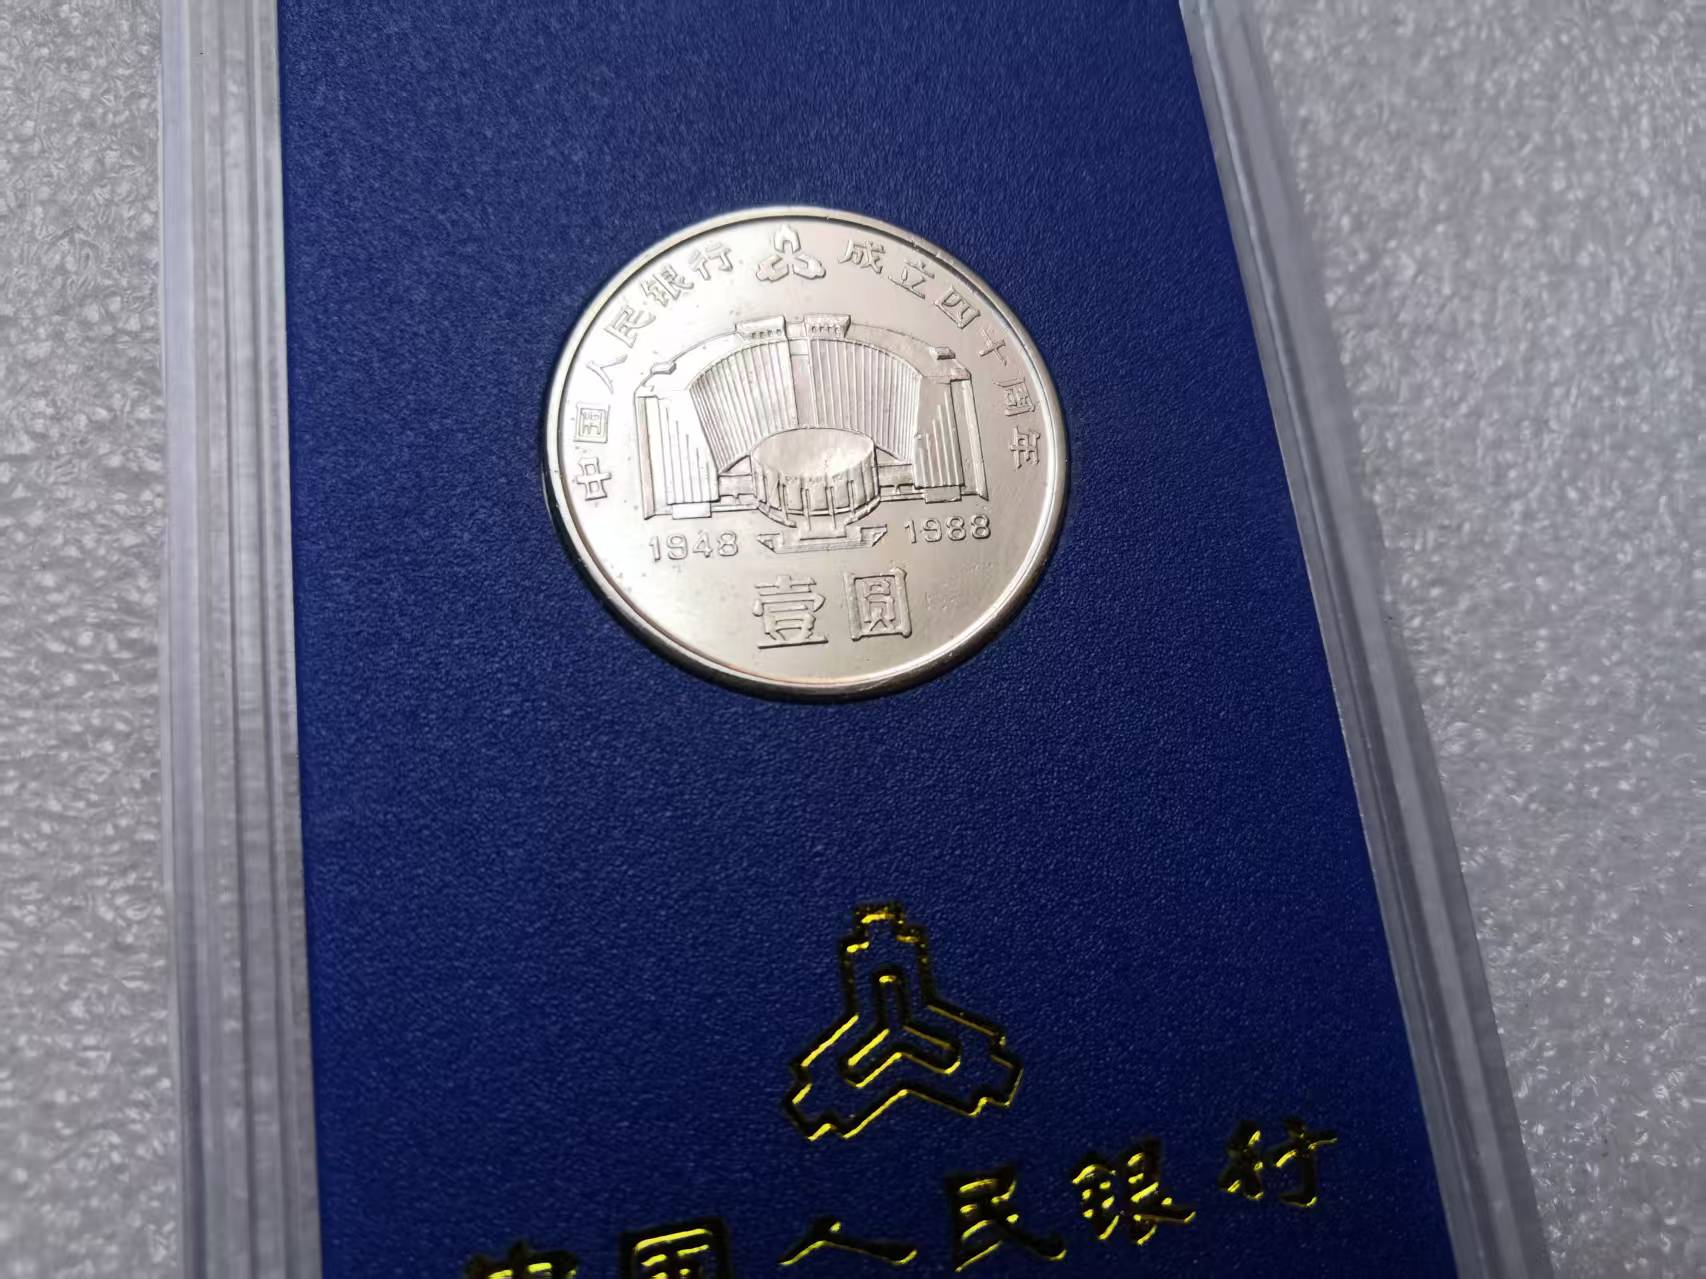 中国人民银行 成立四十周年
1948 1988
壹圆
中国人民银行